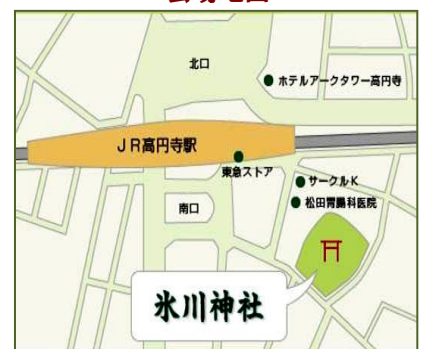 北口
ホテルアークタワー高円寺
JR高円寺駅
東急ストア
サークルK
南口
松田胃腸科医院
氷川神社